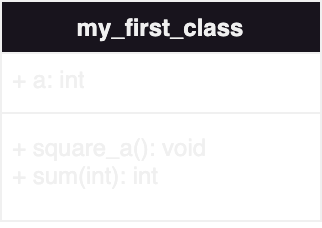 my_first_class
+ a: int
+ square_a(): void
+ sum(int): int